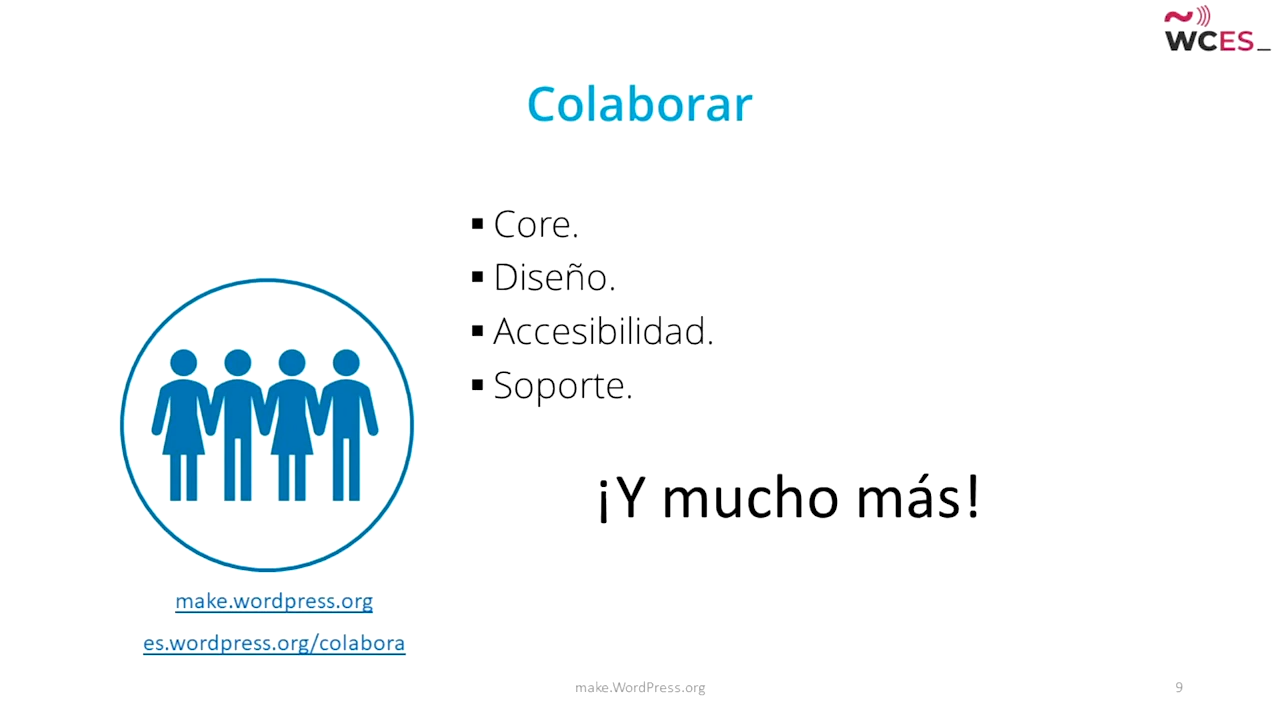 WCES_
Colaborar
▪ Core.
▪ Diseño.
▪ Accesibilidad.
▪ Soporte.
¡Y mucho más!
make.wordpress.org
es.wordpress.org/colabora
make.WordPress.org
9